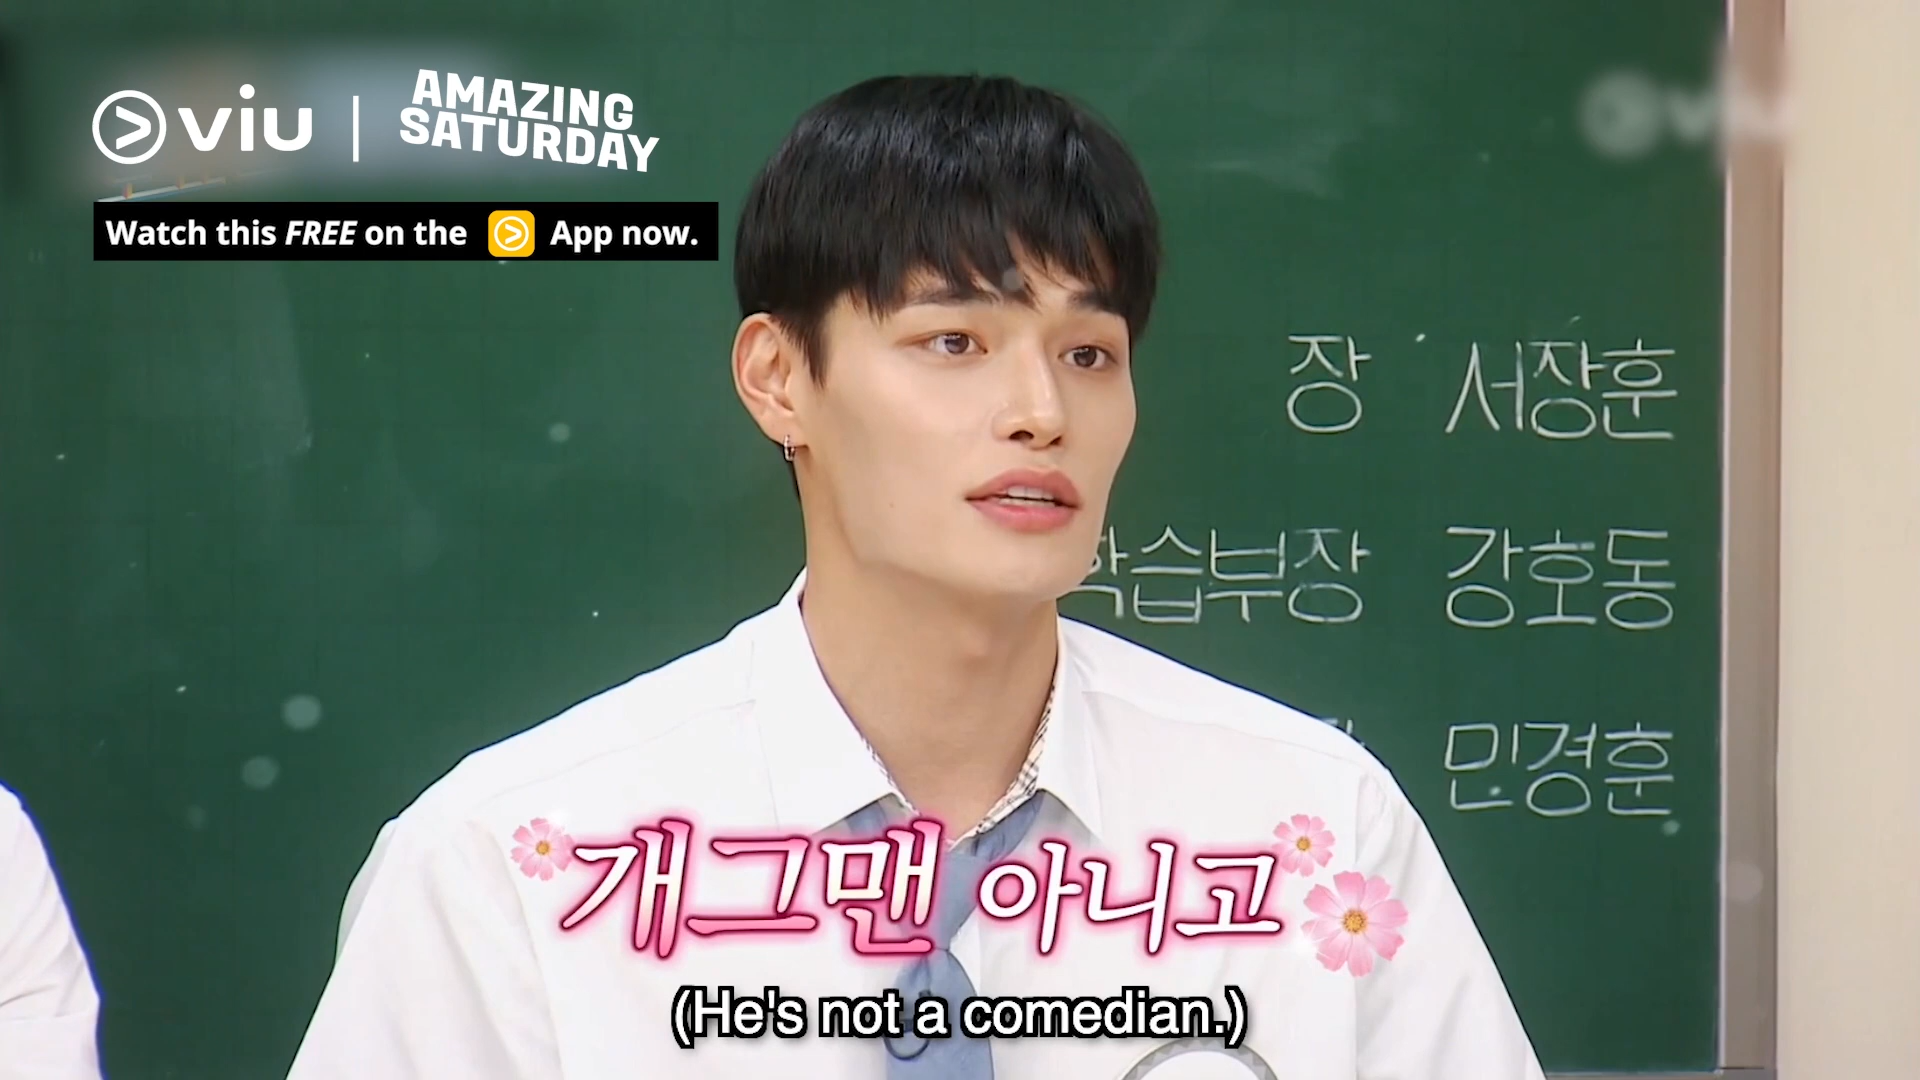 viu | AMAZING SATURDAY
Watch this FREE on the App now.
장 서장훈
학습부장 강호동
민경훈
개그맨 아니고
(He's not a comedian.)